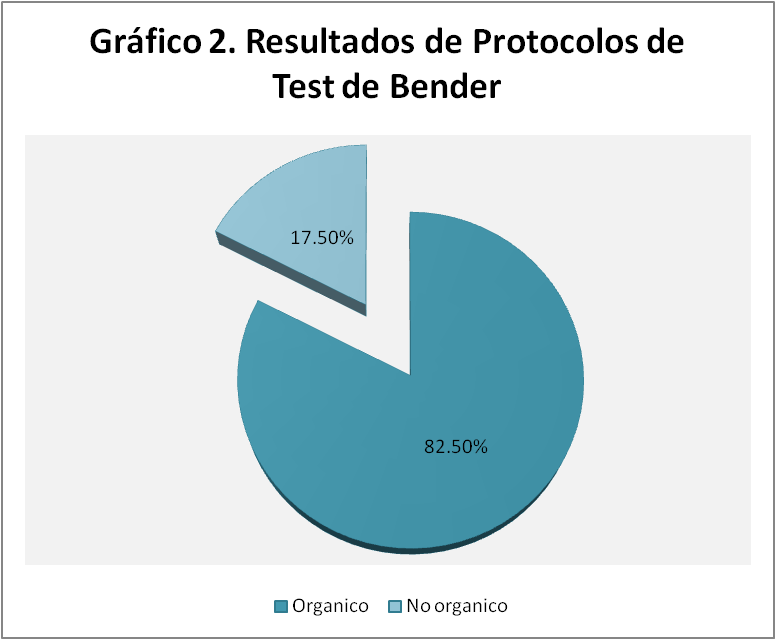 Gráfico 2. Resultados de Protocolos de
Test de Bender
17.50%
82.50%
Organico No organico